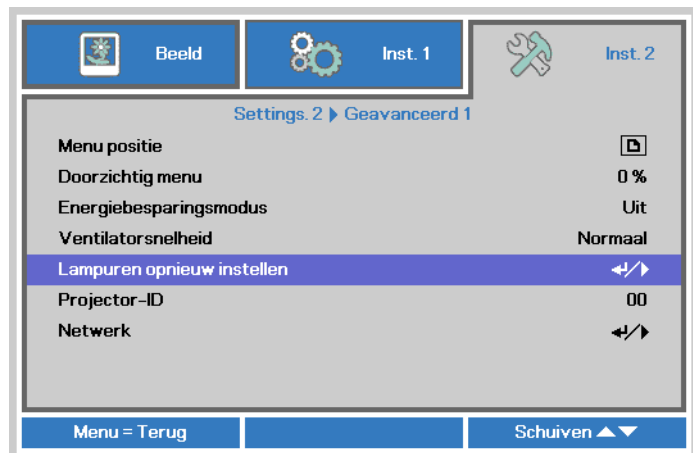 Beeld
Inst. 1
Inst. 2
Settings. 2 ▶ Geavanceerd 1
Menu positie
Doorzichtig menu 0 %
Energiebesparingsmodus Uit
Ventilatorsnelheid Normaal
Lampuren opnieuw instellen ↵/▶
Projector-ID 00
Netwerk ↵/▶
Menu = Terug
Schuiven ▲▼